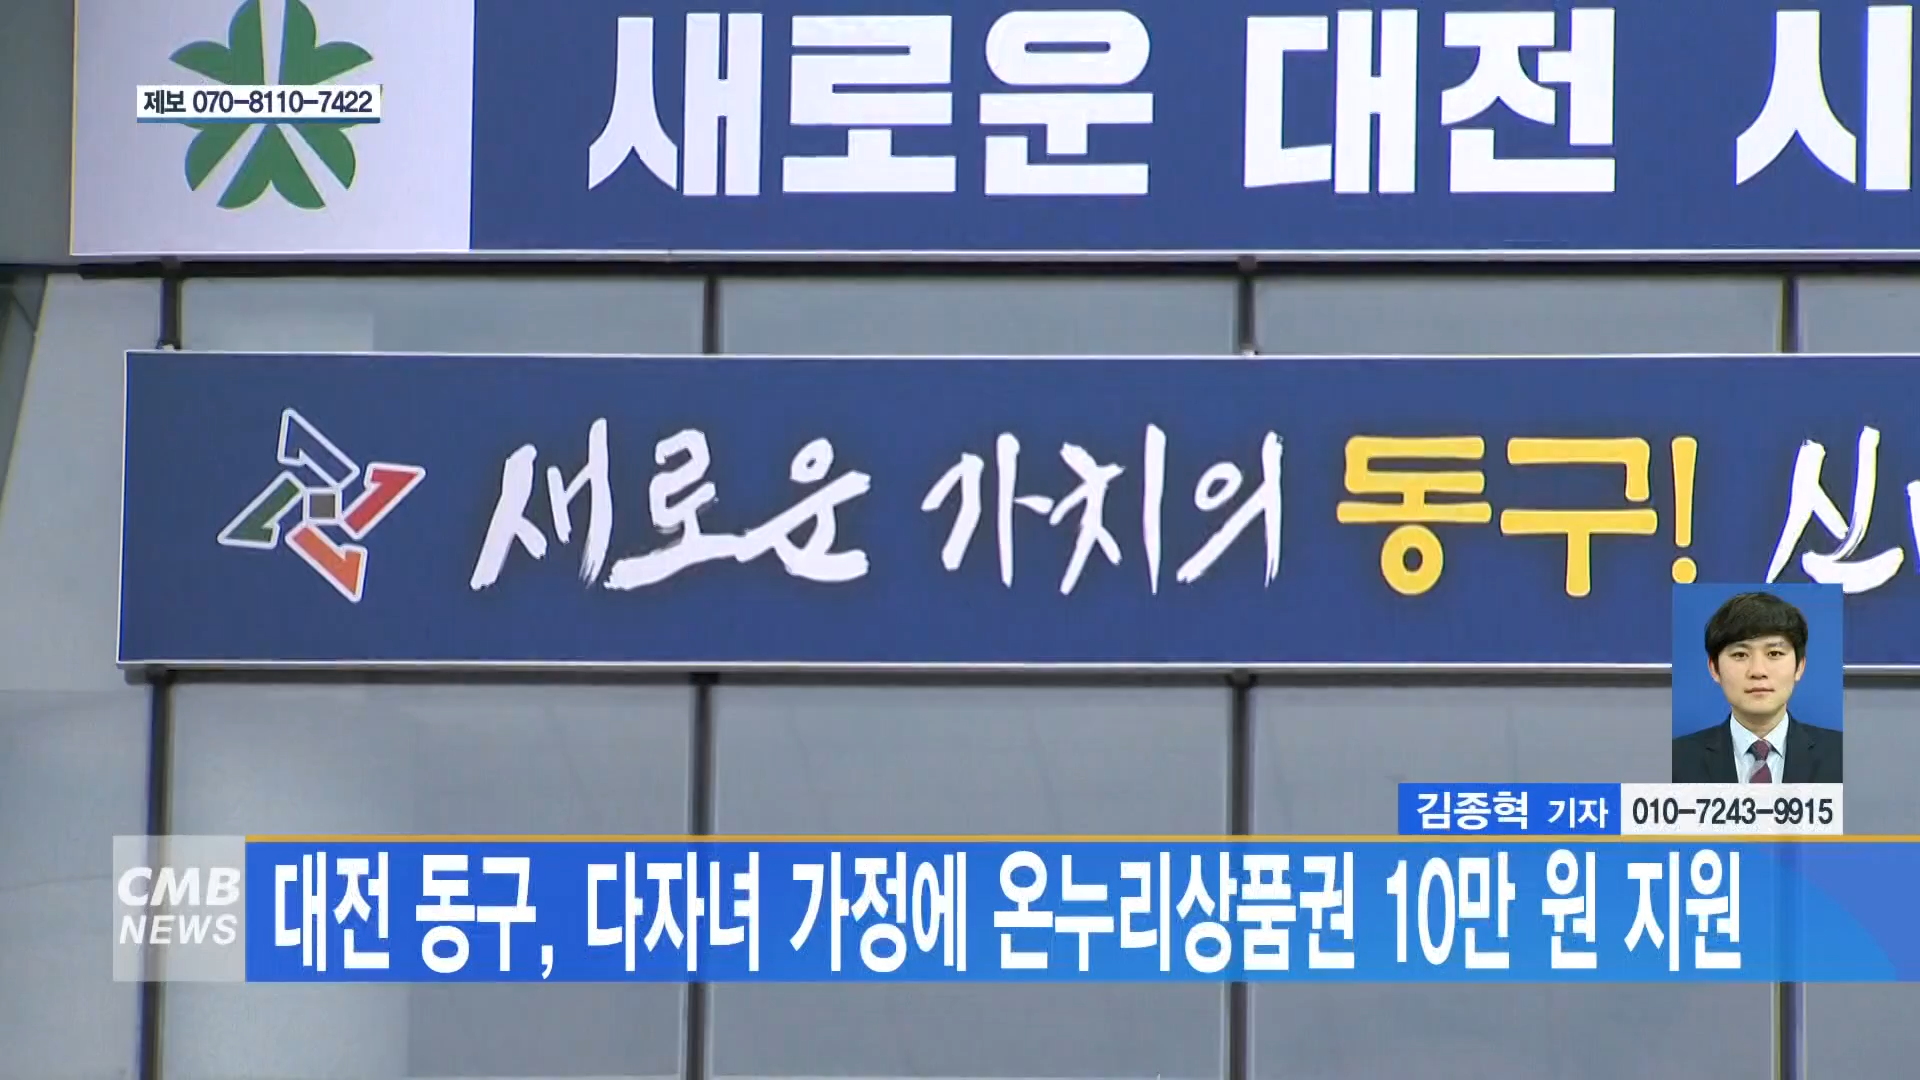 새로운 대전 시
제보 070-8110-7422
새로운 가치의 동구!
김종혁 기자 010-7243-9915
CMB NEWS
대전 동구, 다자녀 가정에 온누리상품권 10만 원 지원